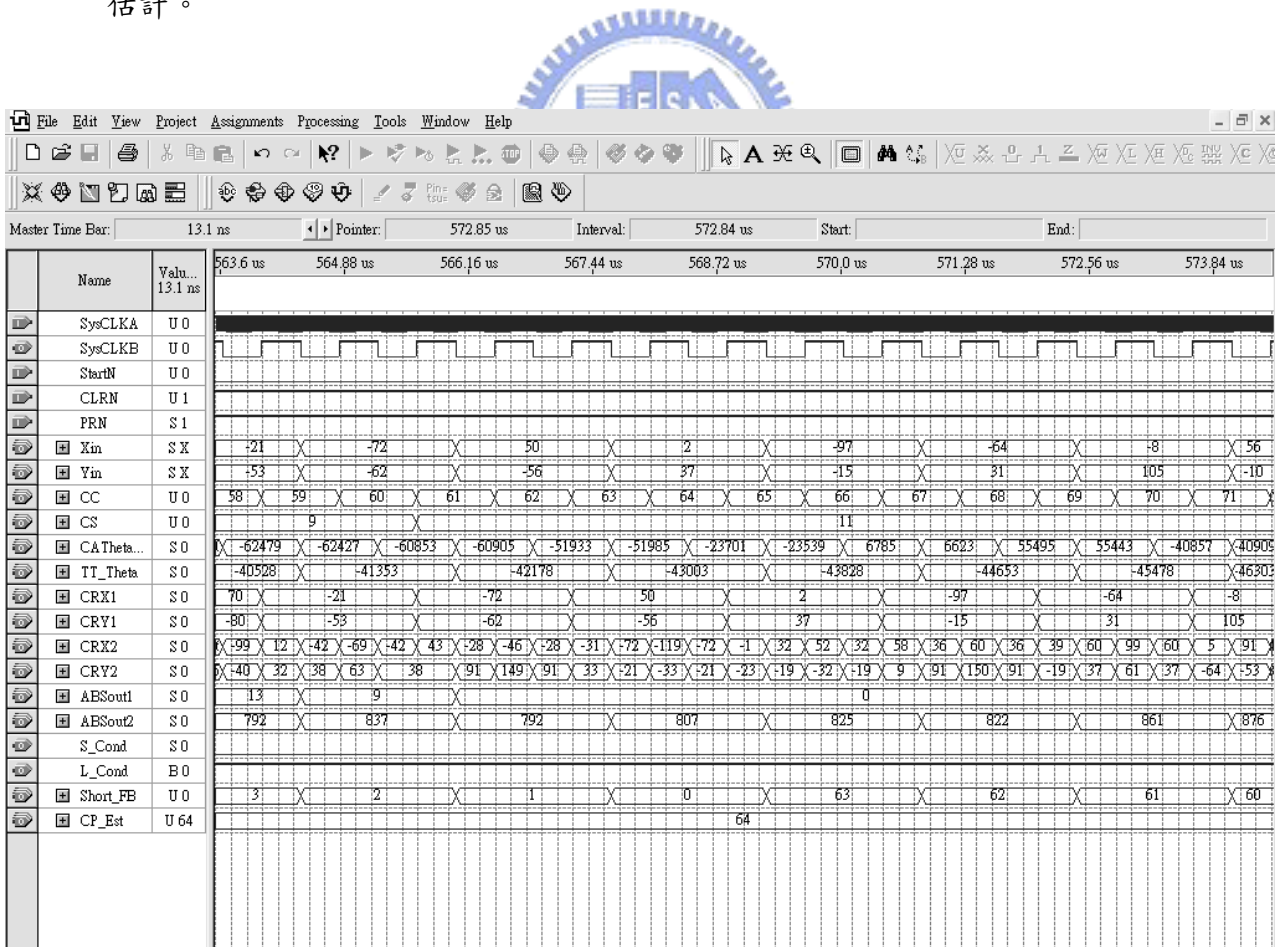 估計。
File Edit View Project Assignments Processing Tools Window Help
Master Time Bar: 13.1 ns Pointer: 572.85 us Interval: 572.84 us Start: End:
Name Valu... 13.1 ns 563.6 us 564.88 us 566.16 us 567.44 us 568.72 us 570.0 us 571.28 us 572.56 us 573.84 us
SysCLKA U 0
SysCLKB U 0
StartN U 0
CLRN U 1
PRN S 1
Xin S X -21 -72 50 2 -97 -64 -8 56
Yin S X -53 -62 -56 37 -15 31 105 -10
CC U 0 58 59 60 61 62 63 64 65 66 67 68 69 70 71
CS U 0 9 11
CATheta... S 0 -62479 -62427 -60853 -60905 -51933 -51985 -23701 -23539 6785 6623 55495 55443 -40857 -40909
TT_Theta S 0 -40528 -41353 -42178 -43003 -43828 -44653 -45478 -46303
CRX1 S 0 70 -21 -72 50 2 -97 -64 -8
CRY1 S 0 -80 -53 -62 -56 37 -15 31 105
CRX2 S 0 -99 12 -42 -69 -42 43 -28 -46 -28 -31 -72 -119 -72 -1 32 52 32 58 36 60 36 39 60 99 60 5 91
CRY2 S 0 -40 32 38 63 38 91 149 91 33 -21 -33 -21 -23 -19 -32 -19 9 91 150 91 -19 37 61 37 -64 -53
ABSout1 S 0 13 9 0
ABSout2 S 0 792 837 792 807 825 822 861 876
S_Cond S 0
L_Cond B 0
Short_FB U 0 3 2 1 0 63 62 61 60
CP_Est U 64 64